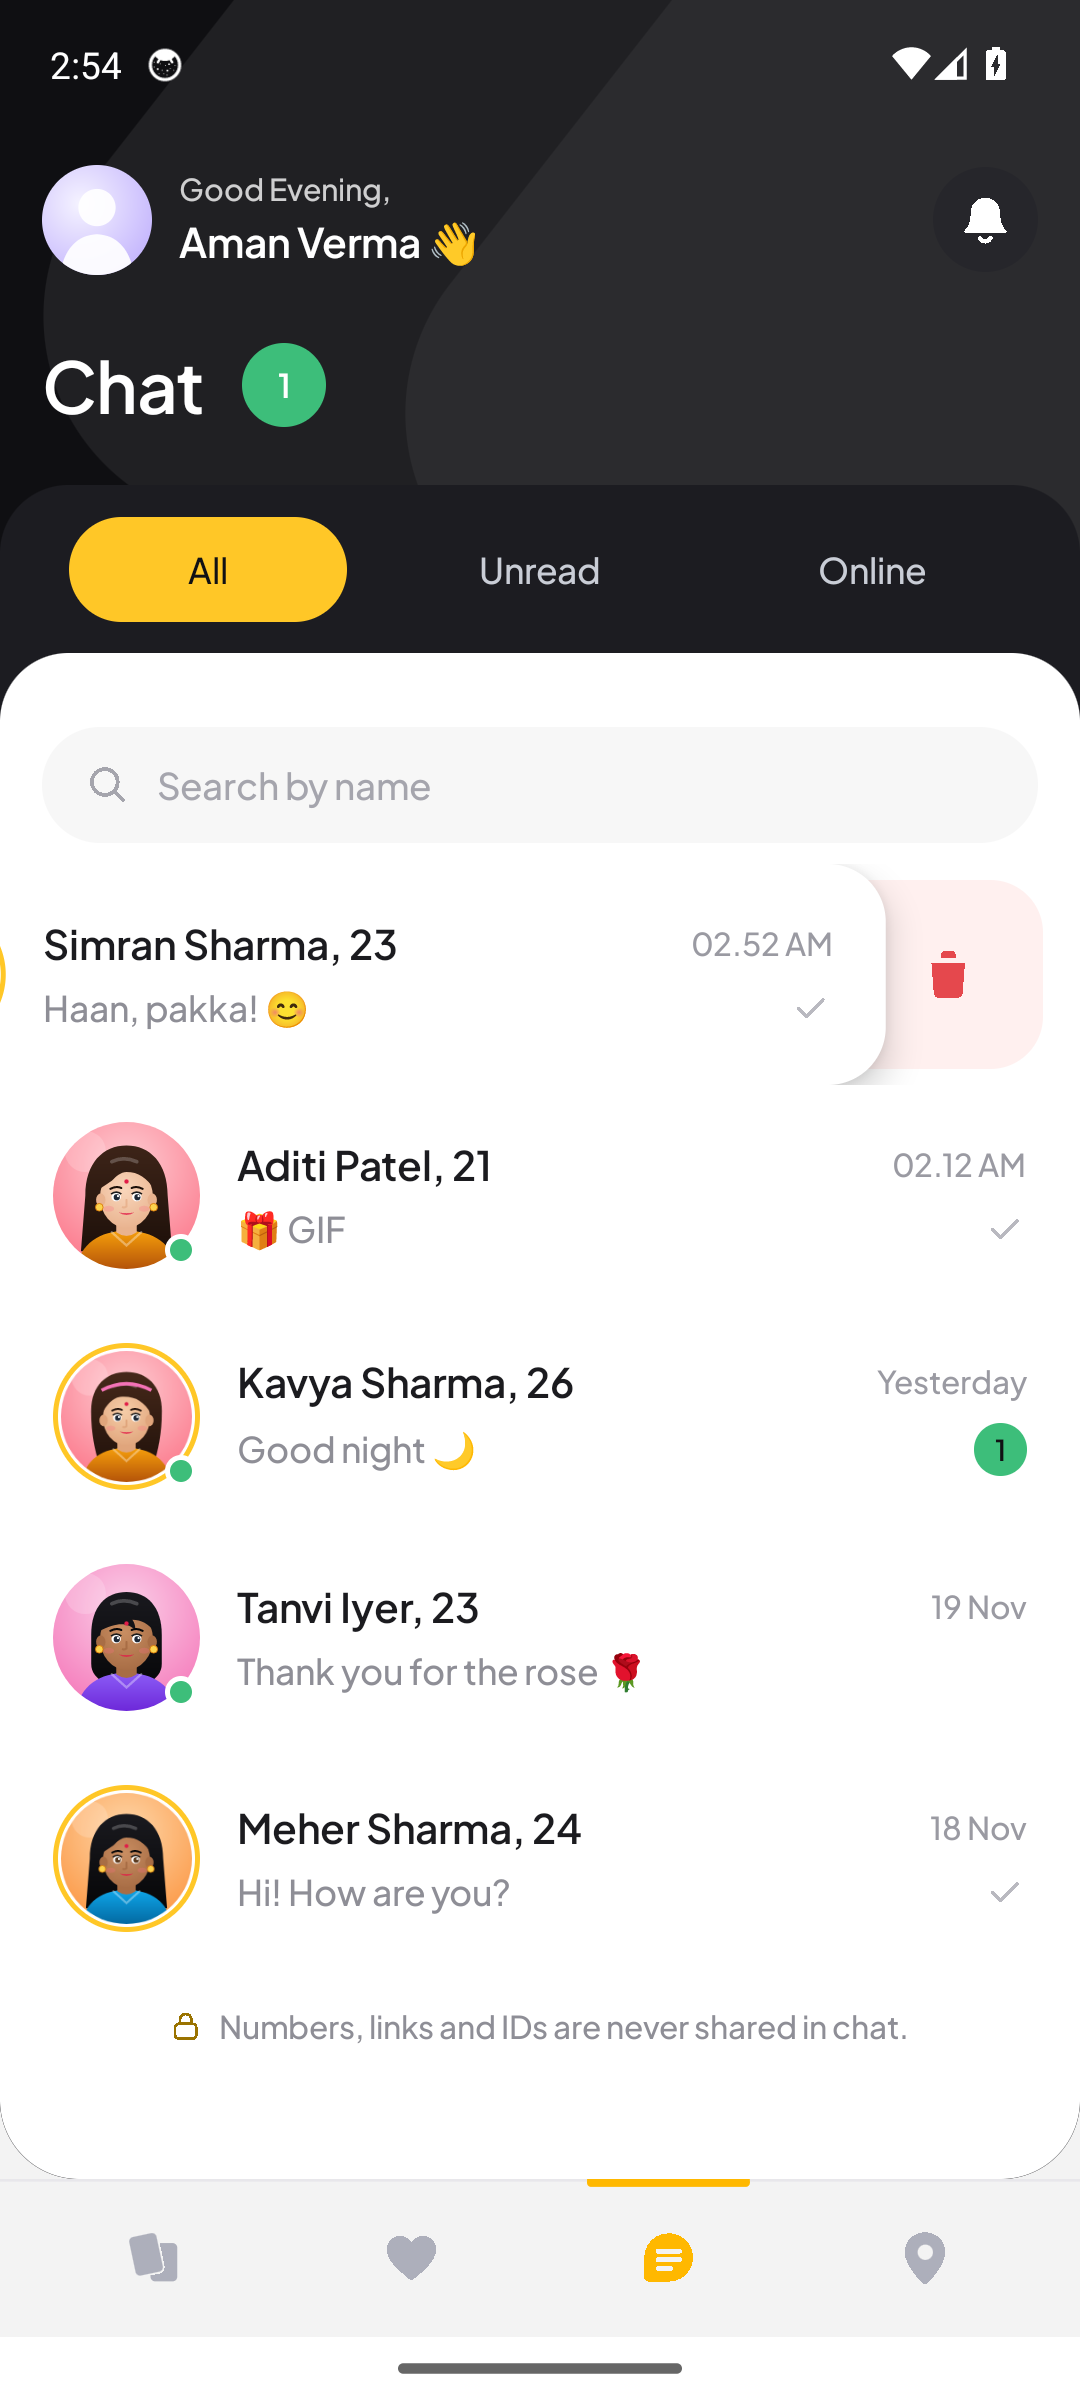 2:54
Good Evening,
Aman Verma 👋
Chat 1
All Unread Online
Search by name
Simran Sharma, 23 02.52 AM
Haan, pakka! 😊
Aditi Patel, 21 02.12 AM
🎁 GIF
Kavya Sharma, 26 Yesterday
Good night 🌙 1
Tanvi Iyer, 23 19 Nov
Thank you for the rose 🌹
Meher Sharma, 24 18 Nov
Hi! How are you?
Numbers, links and IDs are never shared in chat.